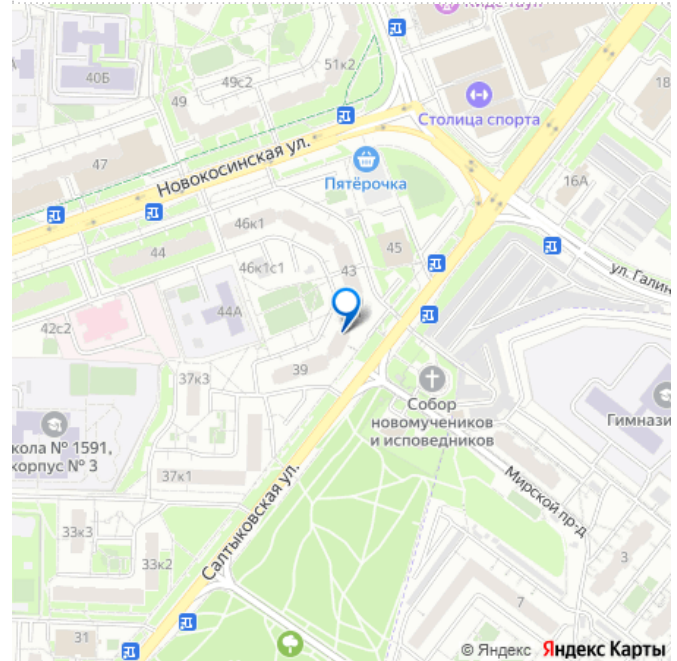 40Б
49с2
51к2
49
Столица спорта
18
47
Новокосинская ул.
Пятёрочка
16А
46к1
44
45
46к1с1
43
ул. Галин
44А
42с2
39
37к3
Собор
новомучеников
и исповедников
Гимнази
кола № 1591,
корпус № 3
37к1
Мирской пр-д
Салтыковская ул.
33к3
33к2
3
7
31
© Яндекс Яндекс Карты